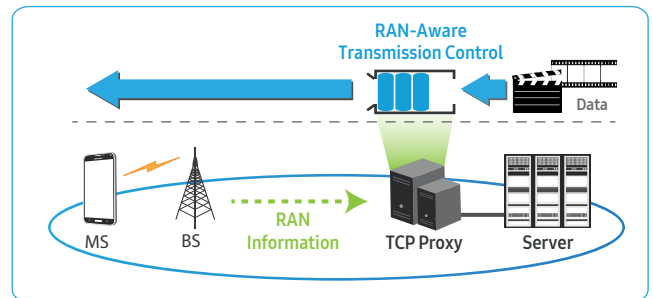 RAN-Aware
Transmission Control
Data
RAN
Information
MS
BS
TCP Proxy
Server